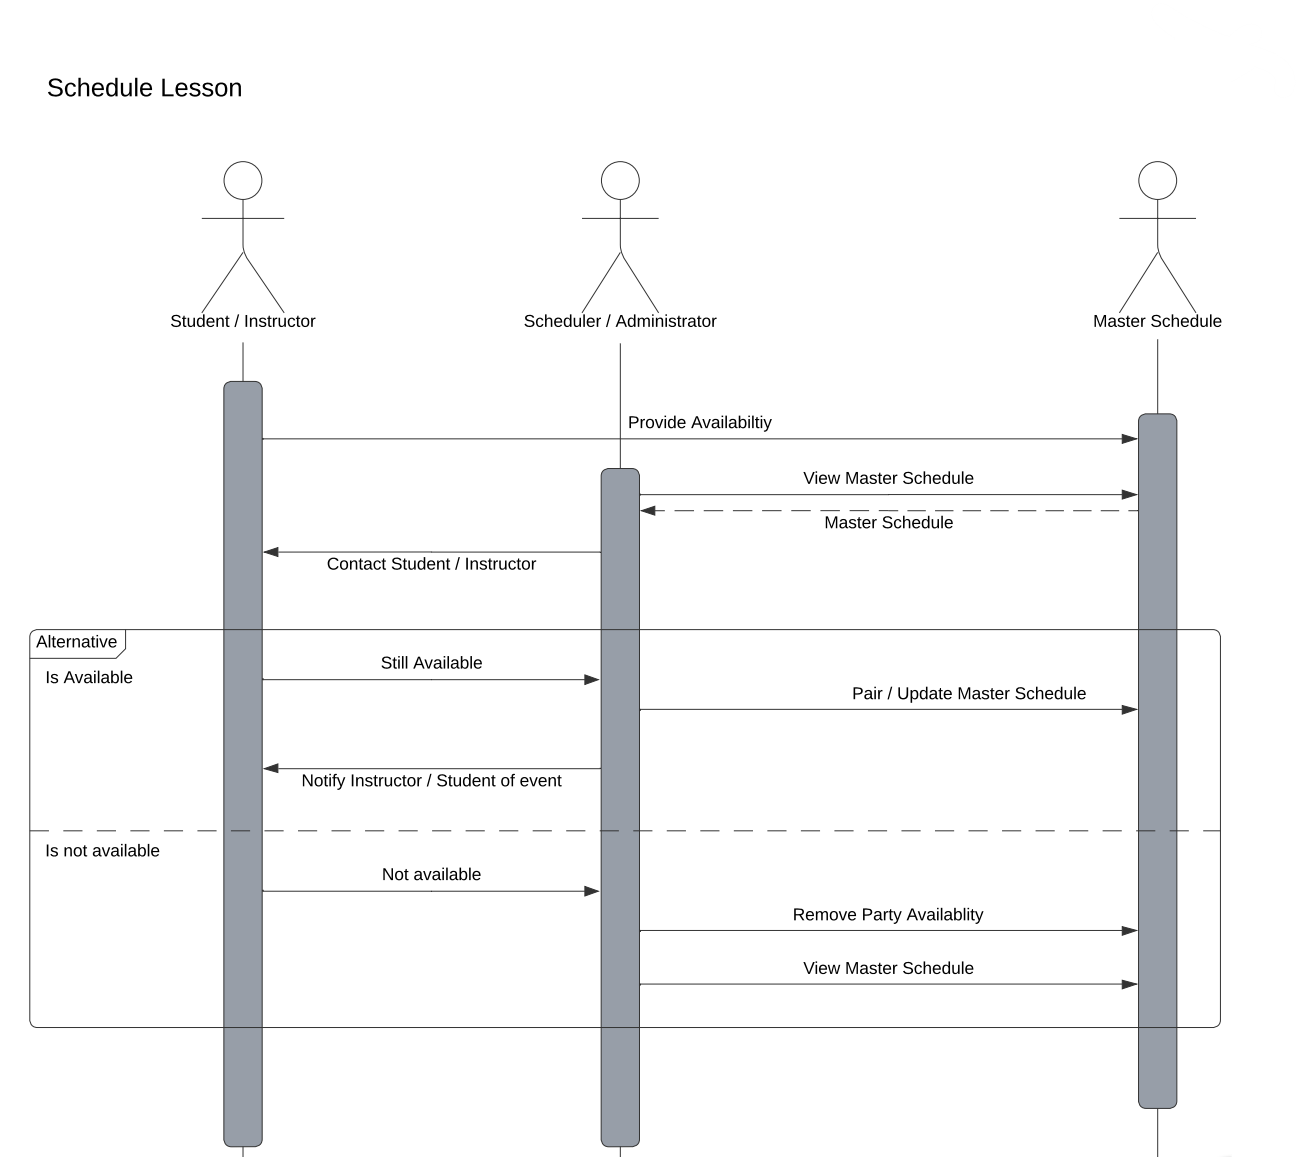 Schedule Lesson
Student / Instructor
Scheduler / Administrator
Master Schedule
Provide Availabiltiy
View Master Schedule
Master Schedule
Contact Student / Instructor
Alternative
Still Available
Is Available
Pair / Update Master Schedule
Notify Instructor / Student of event
Is not available
Not available
Remove Party Availablity
View Master Schedule